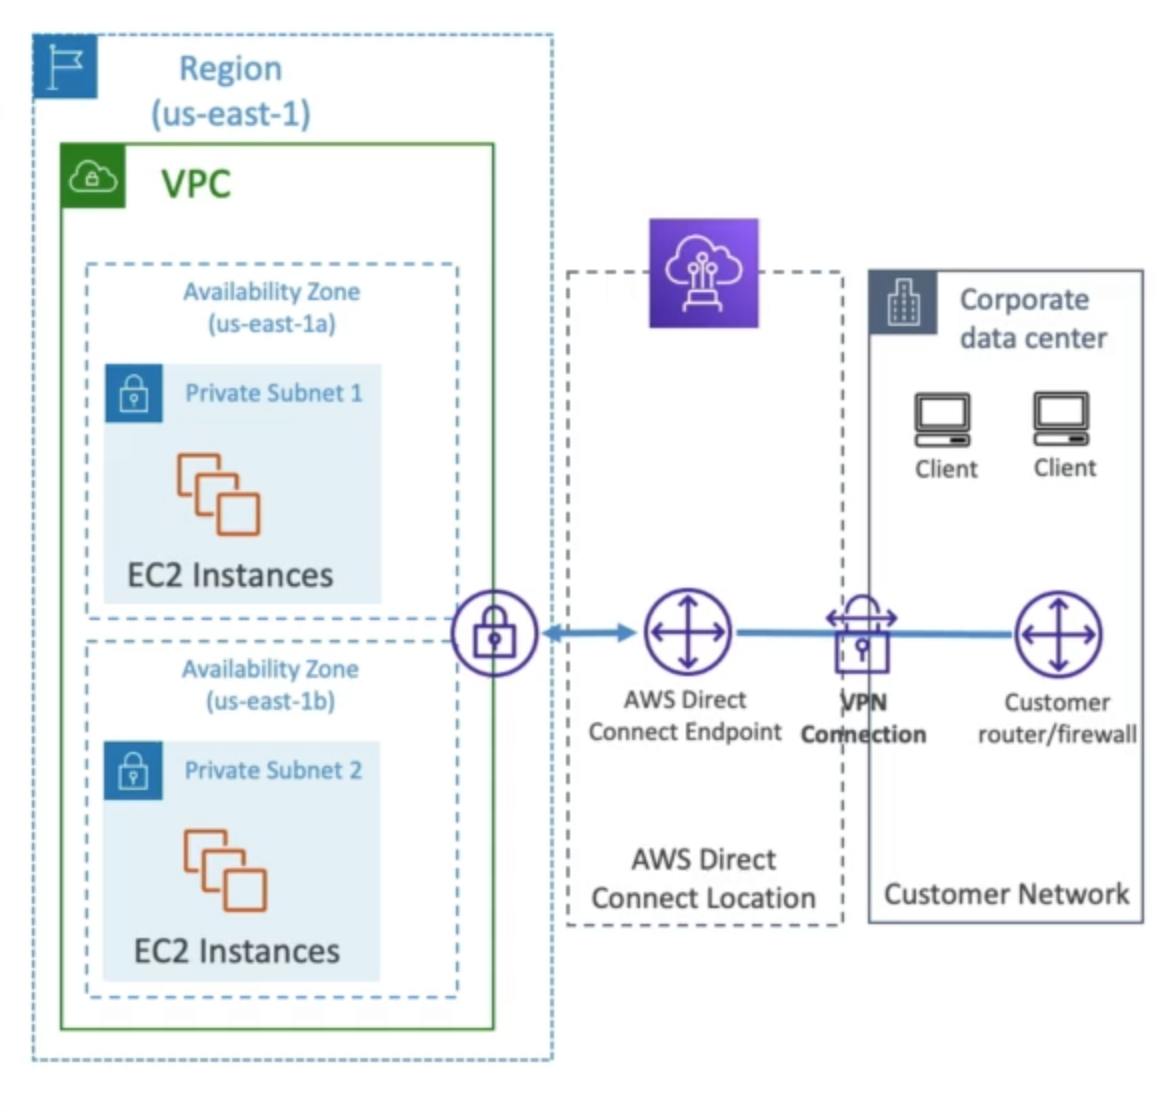 Region
(us-east-1)
VPC
Availability Zone
(us-east-1a)
Private Subnet 1
EC2 Instances
Availability Zone
(us-east-1b)
Private Subnet 2
EC2 Instances
AWS Direct
Connect Endpoint
VPN
Connection
AWS Direct
Connect Location
Corporate
data center
Client
Client
Customer
router/firewall
Customer Network